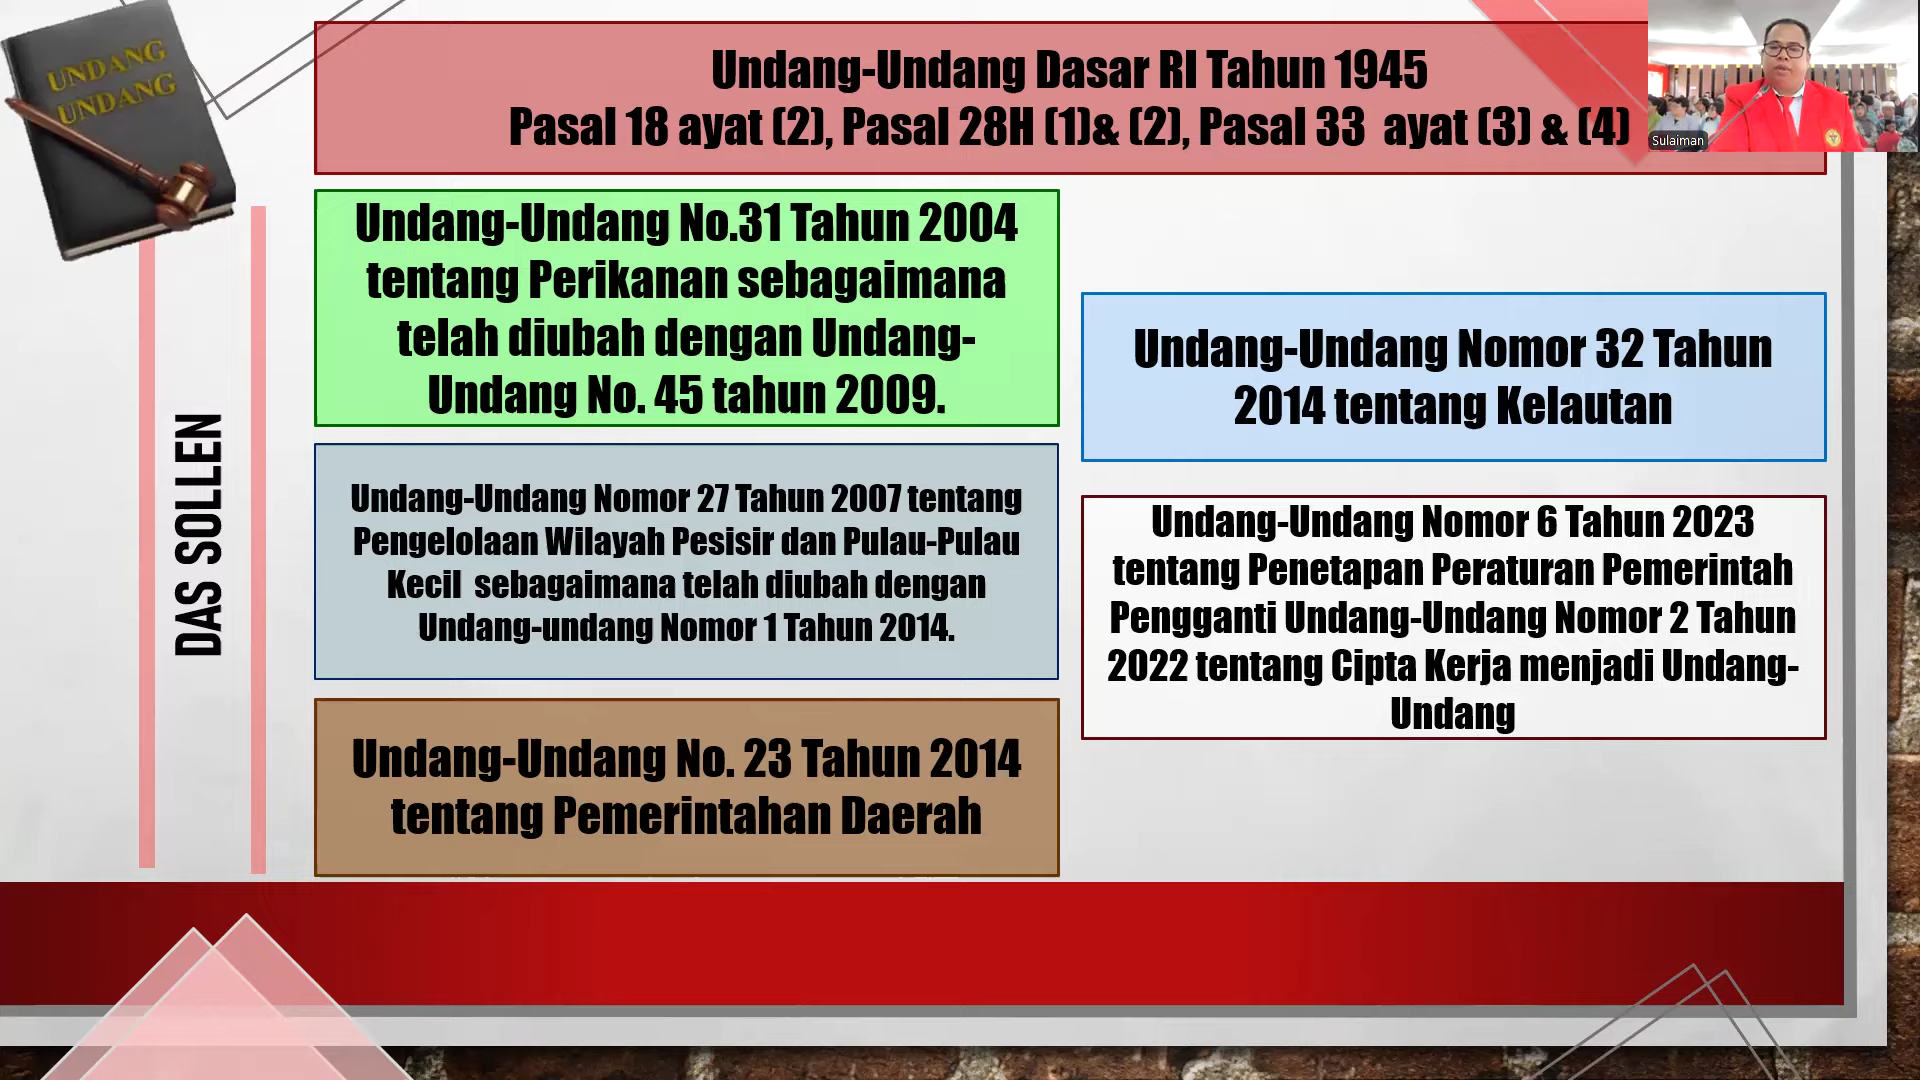 UNDANG
UNDANG
Undang-Undang Dasar RI Tahun 1945
Pasal 18 ayat (2), Pasal 28H (1)& (2), Pasal 33  ayat (3) & (4)
Sulaiman
DAS SOLLEN
Undang-Undang No.31 Tahun 2004
tentang Perikanan sebagaimana
telah diubah dengan Undang-
Undang No. 45 tahun 2009.
Undang-Undang Nomor 27 Tahun 2007 tentang
Pengelolaan Wilayah Pesisir dan Pulau-Pulau
Kecil  sebagaimana telah diubah dengan
Undang-undang Nomor 1 Tahun 2014.
Undang-Undang No. 23 Tahun 2014
tentang Pemerintahan Daerah
Undang-Undang Nomor 32 Tahun
2014 tentang Kelautan
Undang-Undang Nomor 6 Tahun 2023
tentang Penetapan Peraturan Pemerintah
Pengganti Undang-Undang Nomor 2 Tahun
2022 tentang Cipta Kerja menjadi Undang-
Undang